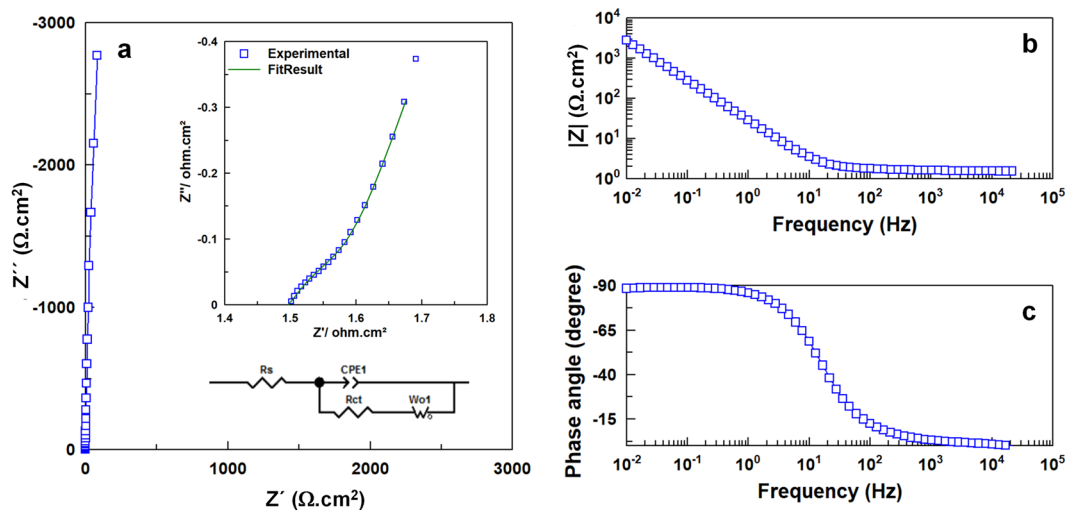 a
-3000
-2000
-1000
0
Z´´ (Ω.cm²)
0
1000
2000
3000
Z´ (Ω.cm²)
-0.4
-0.3
-0.2
-0.1
0
Z''/ ohm.cm²
Experimental
FitResult
1.4
1.5
1.6
1.7
1.8
Z'/ ohm.cm²
Rs
CPE1
Rct
Wo1
b
10⁴
10³
10²
10¹
10⁰
|Z| (Ω.cm²)
10⁻² 10⁻¹ 10⁰ 10¹ 10² 10³ 10⁴ 10⁵
Frequency (Hz)
c
-90
-65
-40
-15
Phase angle (degree)
10⁻² 10⁻¹ 10⁰ 10¹ 10² 10³ 10⁴ 10⁵
Frequency (Hz)